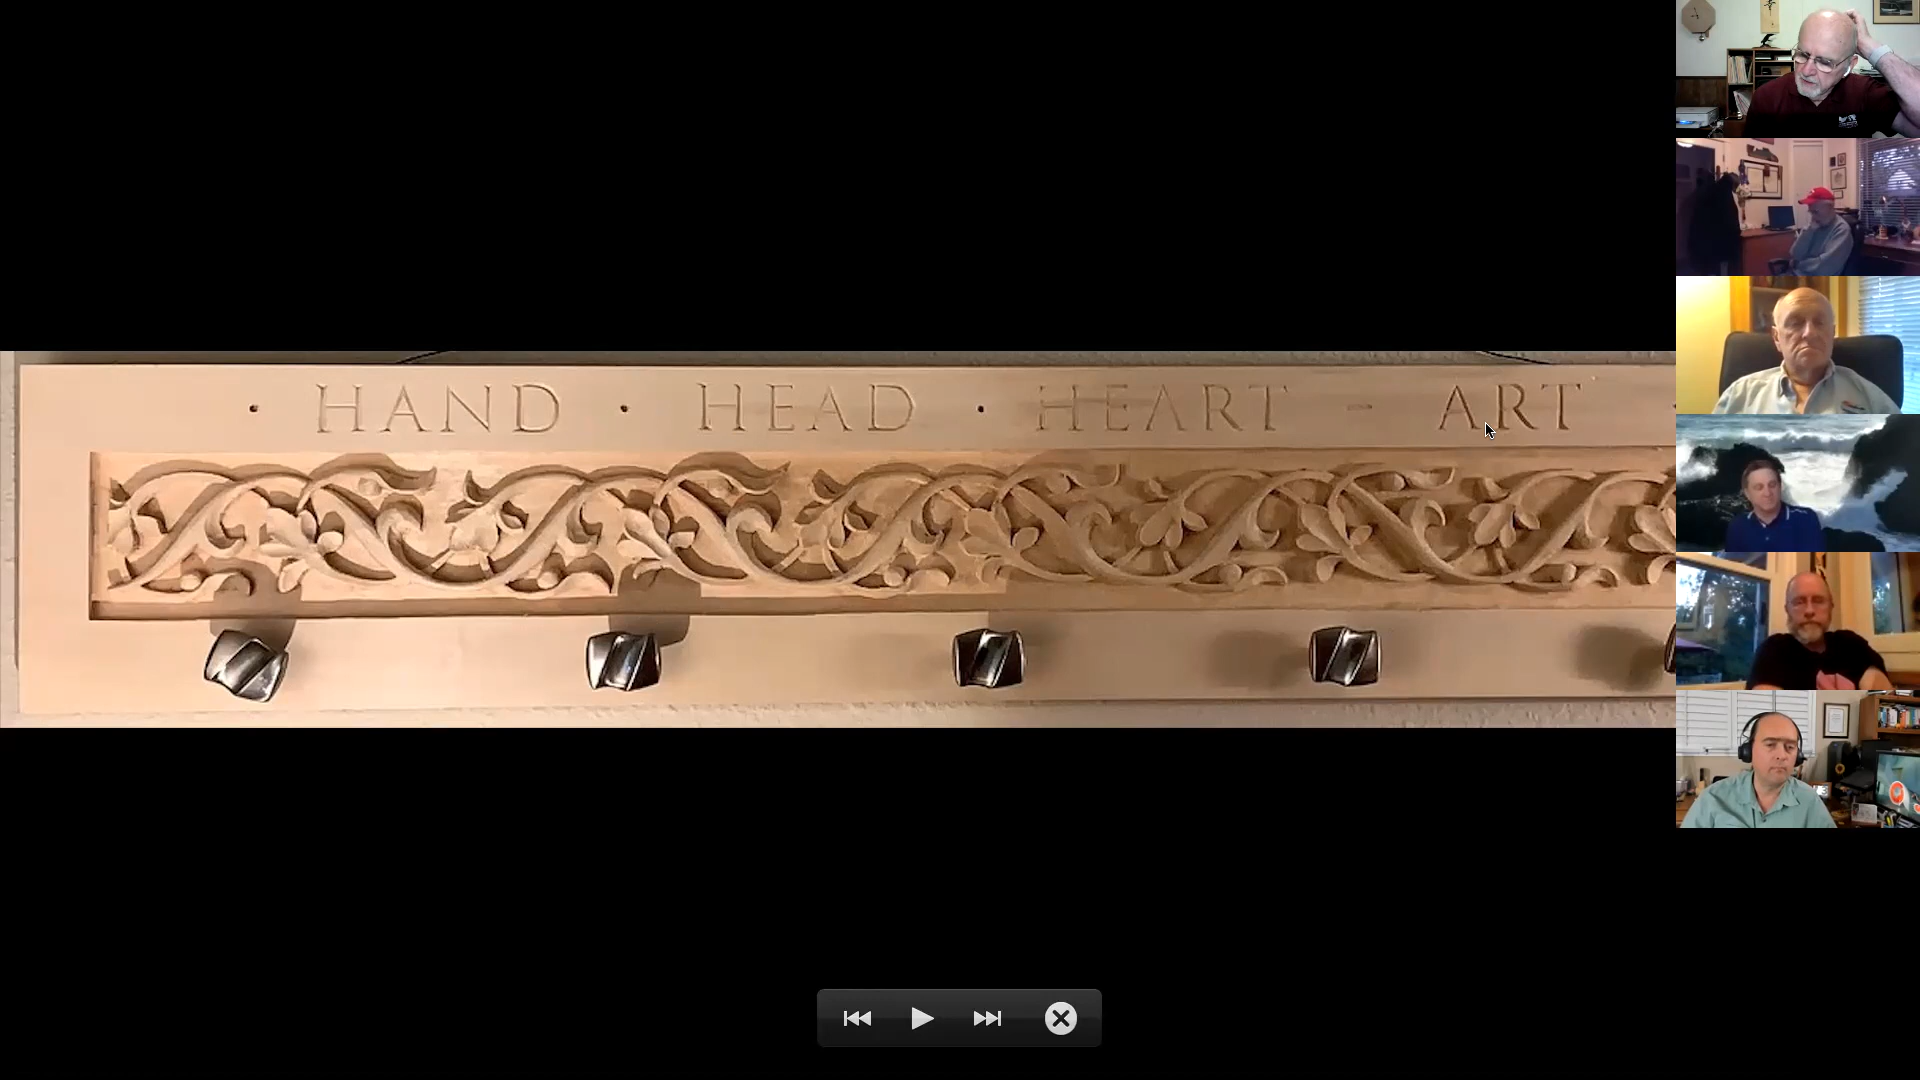 · HAND · HEAD · HEART - ART